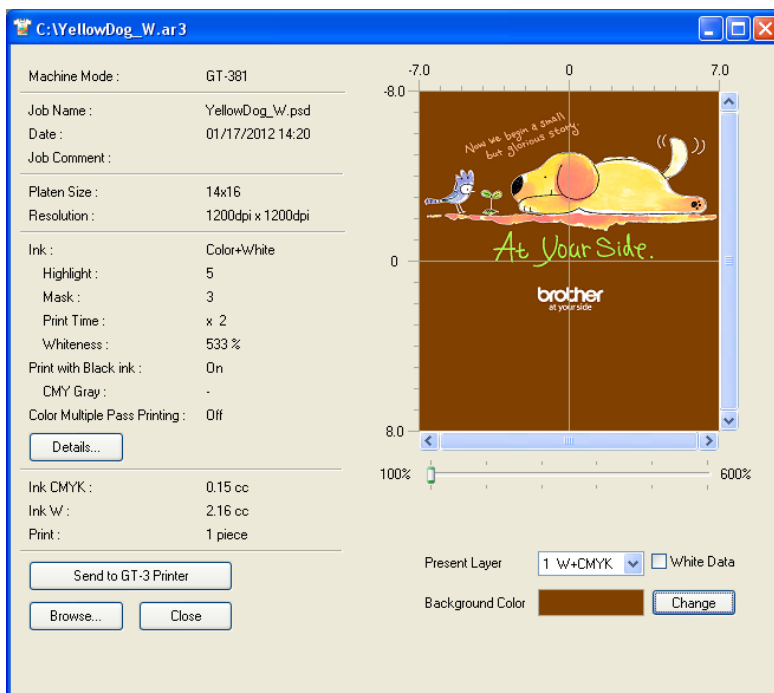 C:\YellowDog_W.ar3
Machine Mode : GT-381
Job Name : YellowDog_W.psd
Date : 01/17/2012 14:20
Job Comment :
Platen Size : 14x16
Resolution : 1200dpi x 1200dpi
Ink : Color+White
Highlight : 5
Mask : 3
Print Time : x 2
Whiteness : 533 %
Print with Black ink : On
CMY Gray : -
Color Multiple Pass Printing : Off
Details...
Ink CMYK : 0.15 cc
Ink W : 2.16 cc
Print : 1 piece
Send to GT-3 Printer
Browse... Close
-7.0 0 7.0
-8.0
Now we begin a small
but glorious story.
At Your Side.
0
brother
at your side
8.0
100% 600%
Present Layer 1 W+CMYK White Data
Background Color Change